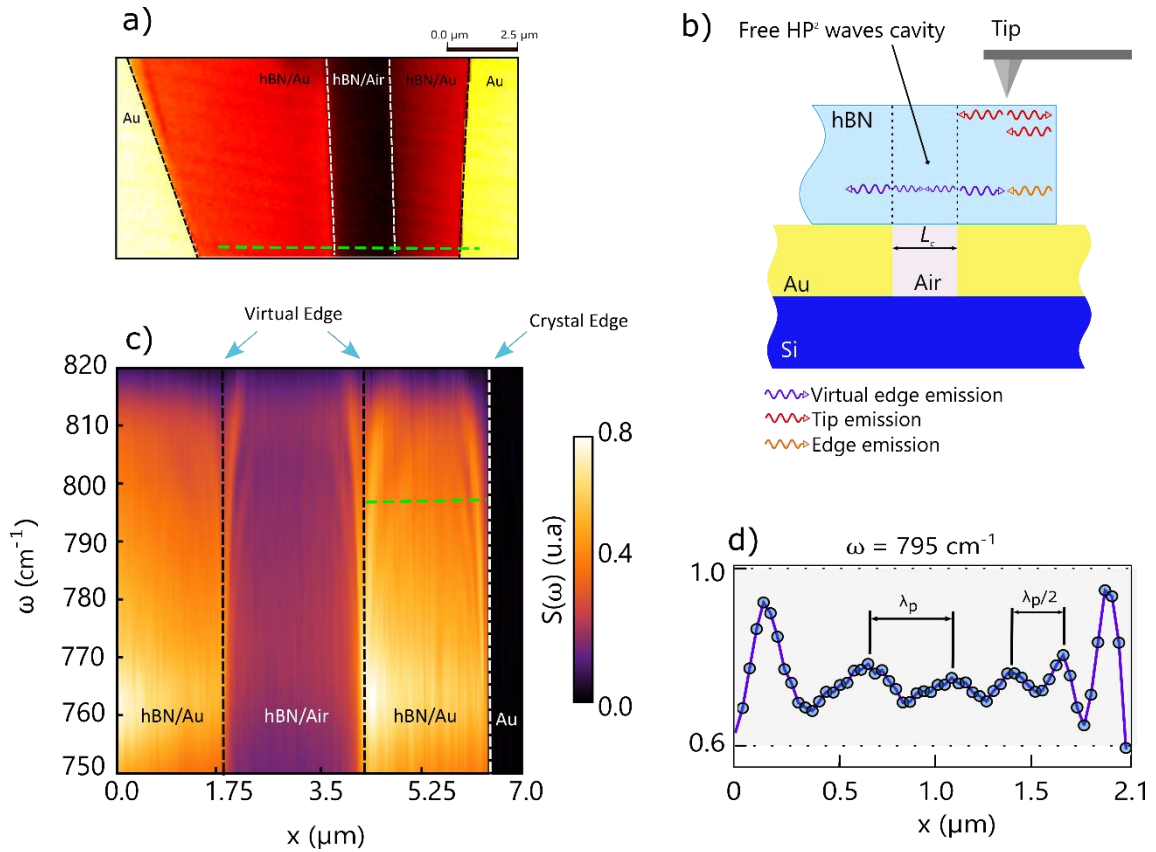 a)
0.0 μm 2.5 μm
Au
hBN/Au
hBN/Air
hBN/Au
Au
b)
Free HP² waves cavity
Tip
hBN
L_c
Au
Air
Si
Virtual edge emission
Tip emission
Edge emission
c)
Virtual Edge
Crystal Edge
820
810
800
790
780
770
760
750
ω (cm⁻¹)
hBN/Au
hBN/Air
hBN/Au
Au
0.0
1.75
3.5
5.25
7.0
x (μm)
0.8
0.4
0.0
S(ω) (u.a)
d)
ω = 795 cm⁻¹
1.0
0.6
λp
λp/2
0
0.5
1.0
1.5
2.1
x (μm)